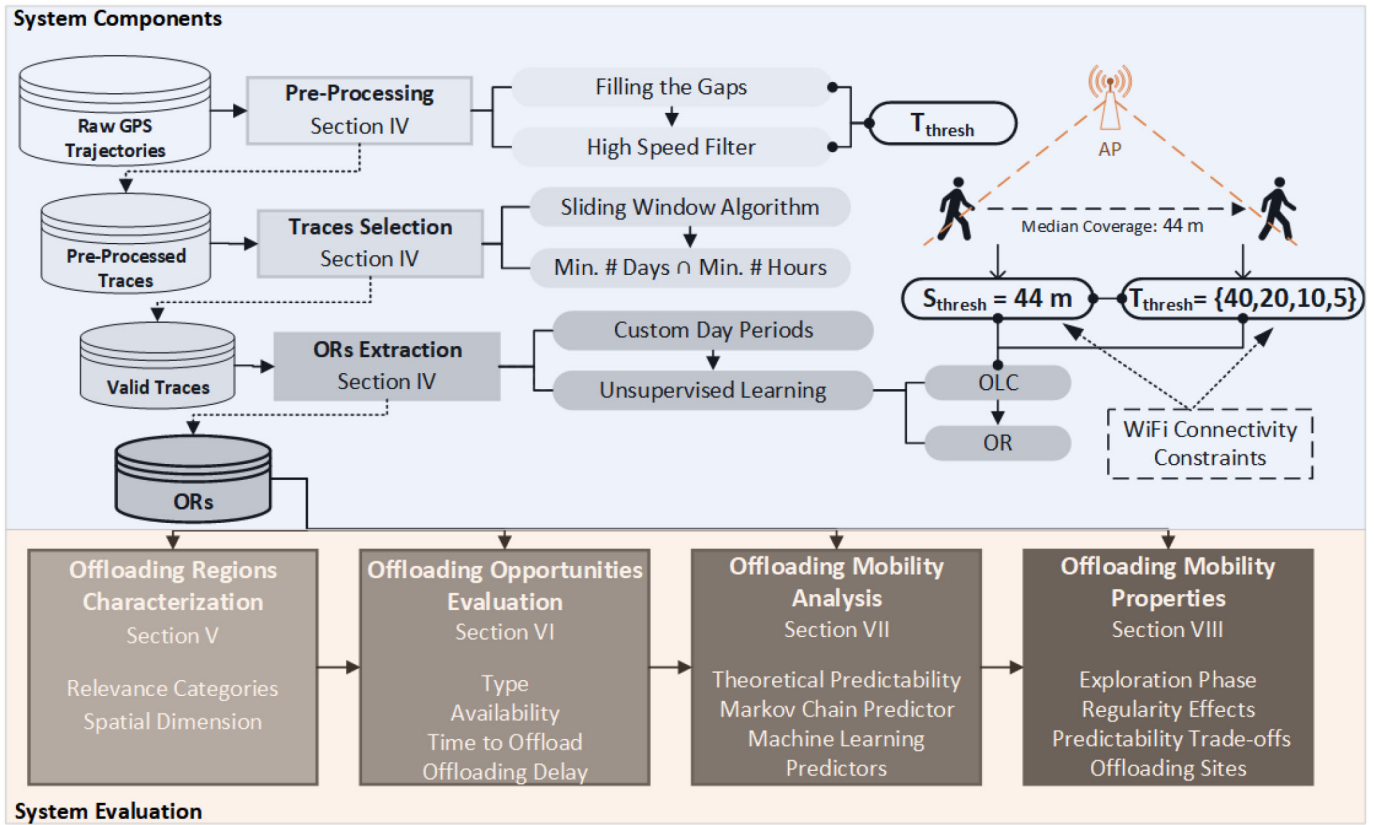 System Components
Raw GPS
Trajectories
Pre-Processing
Section IV
Filling the Gaps
High Speed Filter
Tthresh
AP
Pre-Processed
Traces
Traces Selection
Section IV
Sliding Window Algorithm
Min. # Days ∩ Min. # Hours
Median Coverage: 44 m
Sthresh = 44 m
Tthresh= {40,20,10,5}
Valid Traces
ORs Extraction
Section IV
Custom Day Periods
Unsupervised Learning
OLC
OR
WiFi Connectivity
Constraints
ORs
Offloading Regions
Characterization
Section V
Relevance Categories
Spatial Dimension
Offloading Opportunities
Evaluation
Section VI
Type
Availability
Time to Offload
Offloading Delay
Offloading Mobility
Analysis
Section VII
Theoretical Predictability
Markov Chain Predictor
Machine Learning
Predictors
Offloading Mobility
Properties
Section VIII
Exploration Phase
Regularity Effects
Predictability Trade-offs
Offloading Sites
System Evaluation